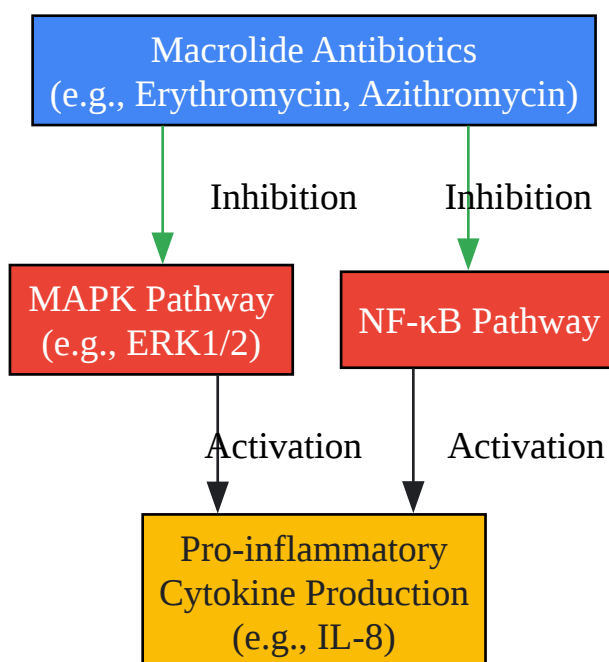 Macrolide Antibiotics
(e.g., Erythromycin, Azithromycin)
Inhibition
Inhibition
MAPK Pathway
(e.g., ERK1/2)
NF-κB Pathway
Activation
Activation
Pro-inflammatory
Cytokine Production
(e.g., IL-8)